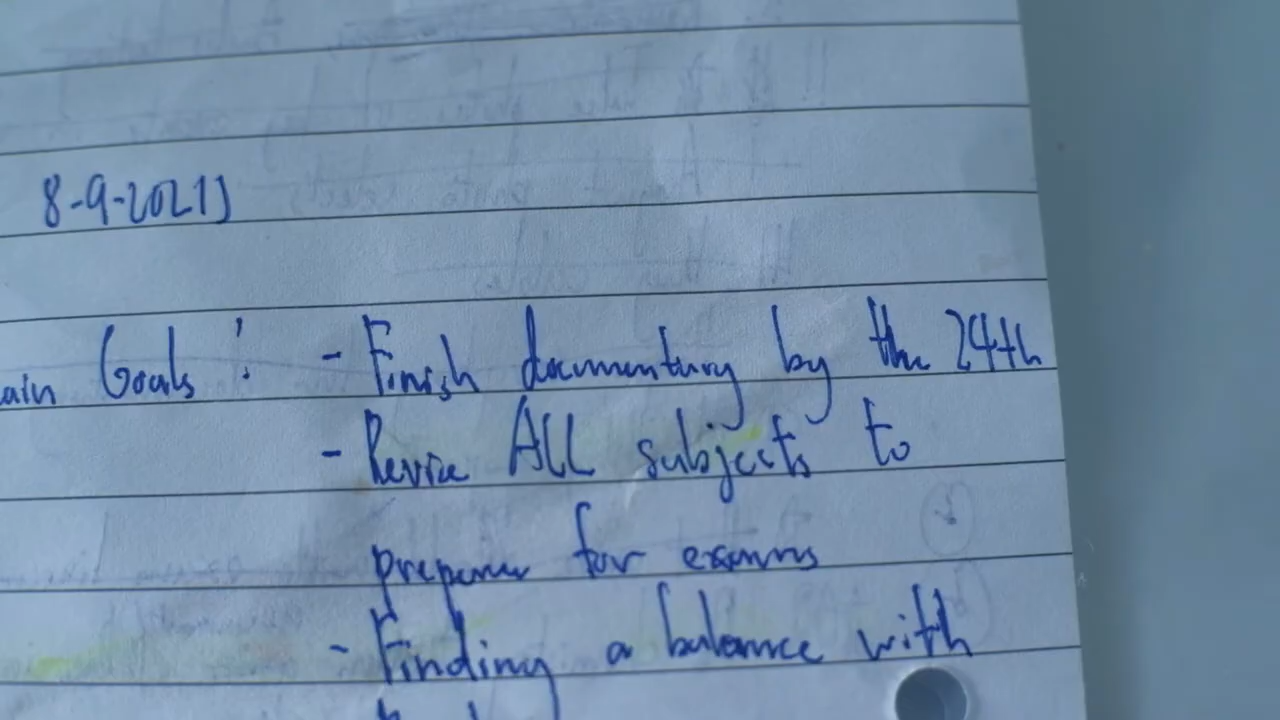 8-9-2021)
ain Goals : - Finish documentary by the 24th
- Revise ALL subjects to
prepare for exams
- Finding a balance with